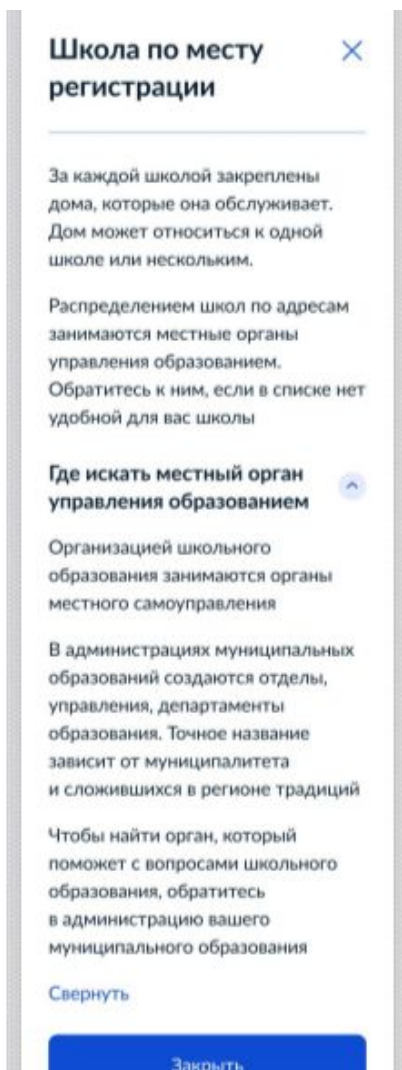 Школа по месту
регистрации
За каждой школой закреплены
дома, которые она обслуживает.
Дом может относиться к одной
школе или нескольким.
Распределением школ по адресам
занимаются местные органы
управления образованием.
Обратитесь к ним, если в списке нет
удобной для вас школы
Где искать местный орган
управления образованием
Организацией школьного
образования занимаются органы
местного самоуправления
В администрациях муниципальных
образований создаются отделы,
управления, департаменты
образования. Точное название
зависит от муниципалитета
и сложившихся в регионе традиций
Чтобы найти орган, который
поможет с вопросами школьного
образования, обратитесь
в администрацию вашего
муниципального образования
Свернуть
Закрыть